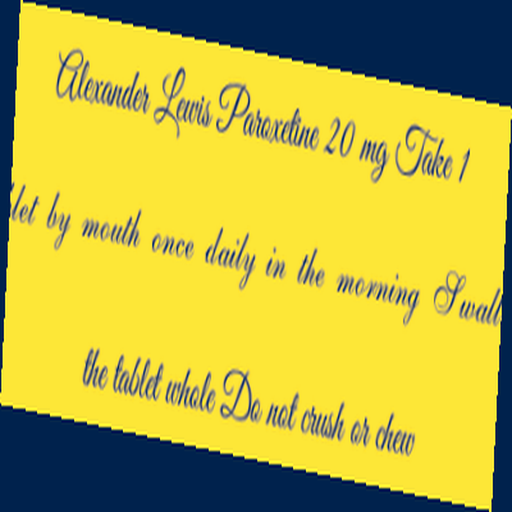 Alexander Lewis Paroxetine 20 mg Take 1
by mouth once daily in the morning
the tablet whole Do not crush or chew